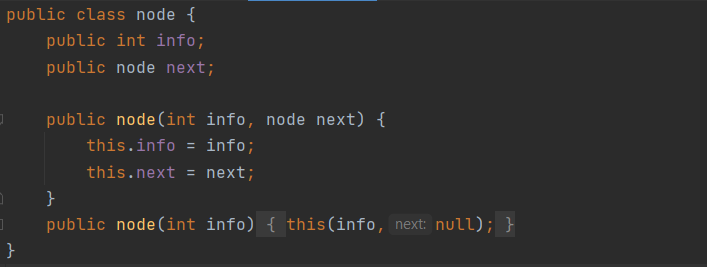 public class node {
public int info;
public node next;
public node(int info, node next) {
this.info = info;
this.next = next;
}
public node(int info) { this(info, next: null); }
}